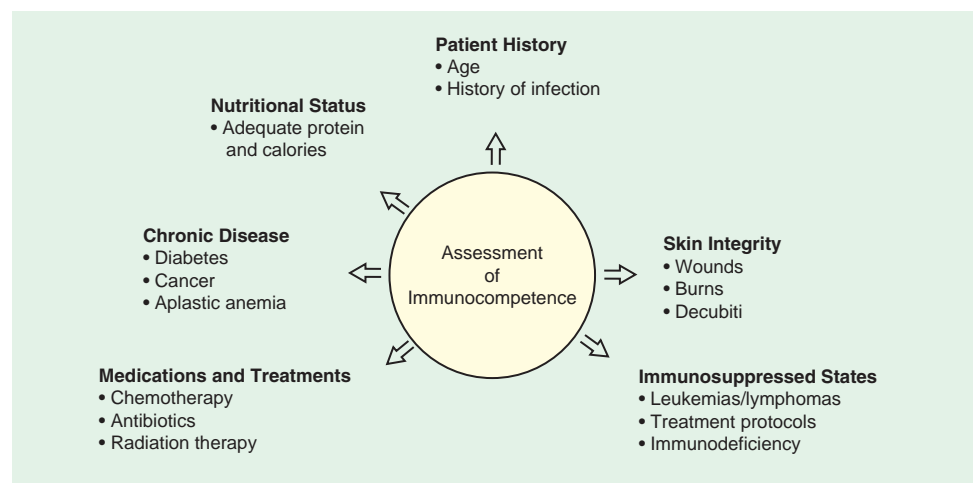 Patient History
• Age
• History of infection
Nutritional Status
• Adequate protein
and calories
Chronic Disease
• Diabetes
• Cancer
• Aplastic anemia
Assessment
of
Immunocompetence
Skin Integrity
• Wounds
• Burns
• Decubiti
Medications and Treatments
• Chemotherapy
• Antibiotics
• Radiation therapy
Immunosuppressed States
• Leukemias/lymphomas
• Treatment protocols
• Immunodeficiency